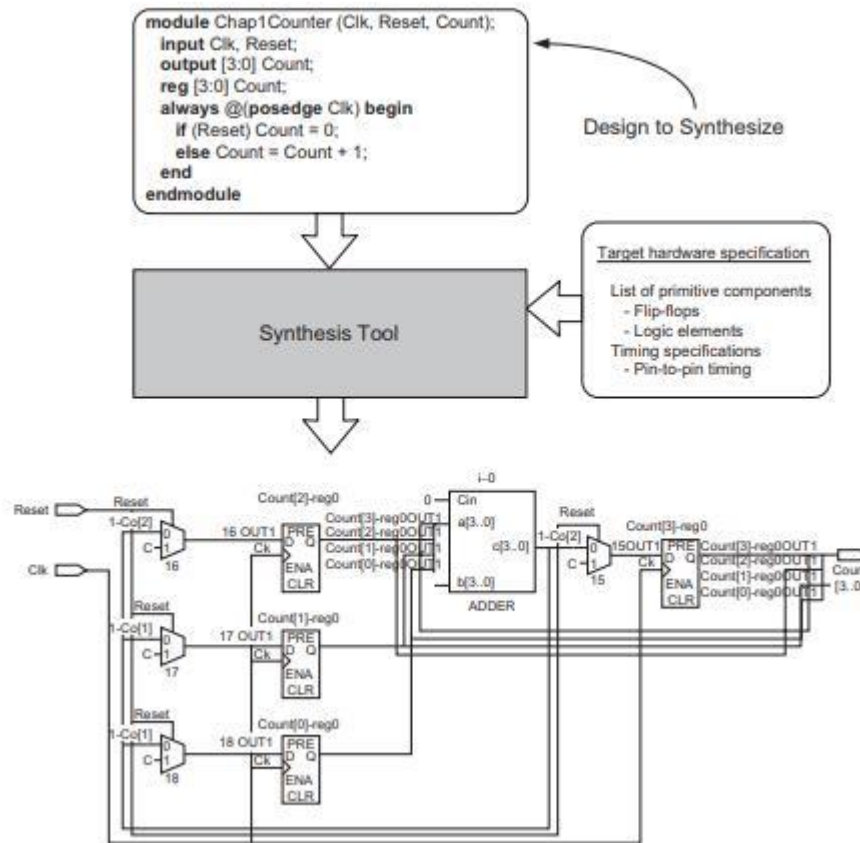 module Chap1Counter (Clk, Reset, Count);
input Clk, Reset;
output [3:0] Count;
reg [3:0] Count;
always @(posedge Clk) begin
if (Reset) Count = 0;
else Count = Count + 1;
end
endmodule
Design to Synthesize
Target hardware specification
List of primitive components
- Flip-flops
- Logic elements
Timing specifications
- Pin-to-pin timing
Synthesis Tool
Reset
Clk
Reset
1-Co[2]
0
C
1
16
16 OUT1
Count[2]-reg0
PRE
D Q
Ck
ENA
CLR
Reset
1-Co[1]
0
C
1
17
17 OUT1
Count[1]-reg0
PRE
D Q
Ck
ENA
CLR
Reset
1-Co[1]
0
C
1
18
18 OUT1
Count[0]-reg0
PRE
D Q
Ck
ENA
CLR
Count[3]-reg0OUT1
Count[2]-reg0OUT1
Count[1]-reg0OUT1
Count[0]-reg0OUT1
i–0
0
Cin
a[3..0]
c[3..0]
b[3..0]
ADDER
1-Co[2]
Reset
0
C
1
15
15OUT1
Count[3]-reg0
PRE
D Q
Ck
ENA
CLR
Count[3]-reg0OUT1
Count[2]-reg0OUT1
Count[1]-reg0OUT1
Count[0]-reg0OUT1
Count
[3..0]